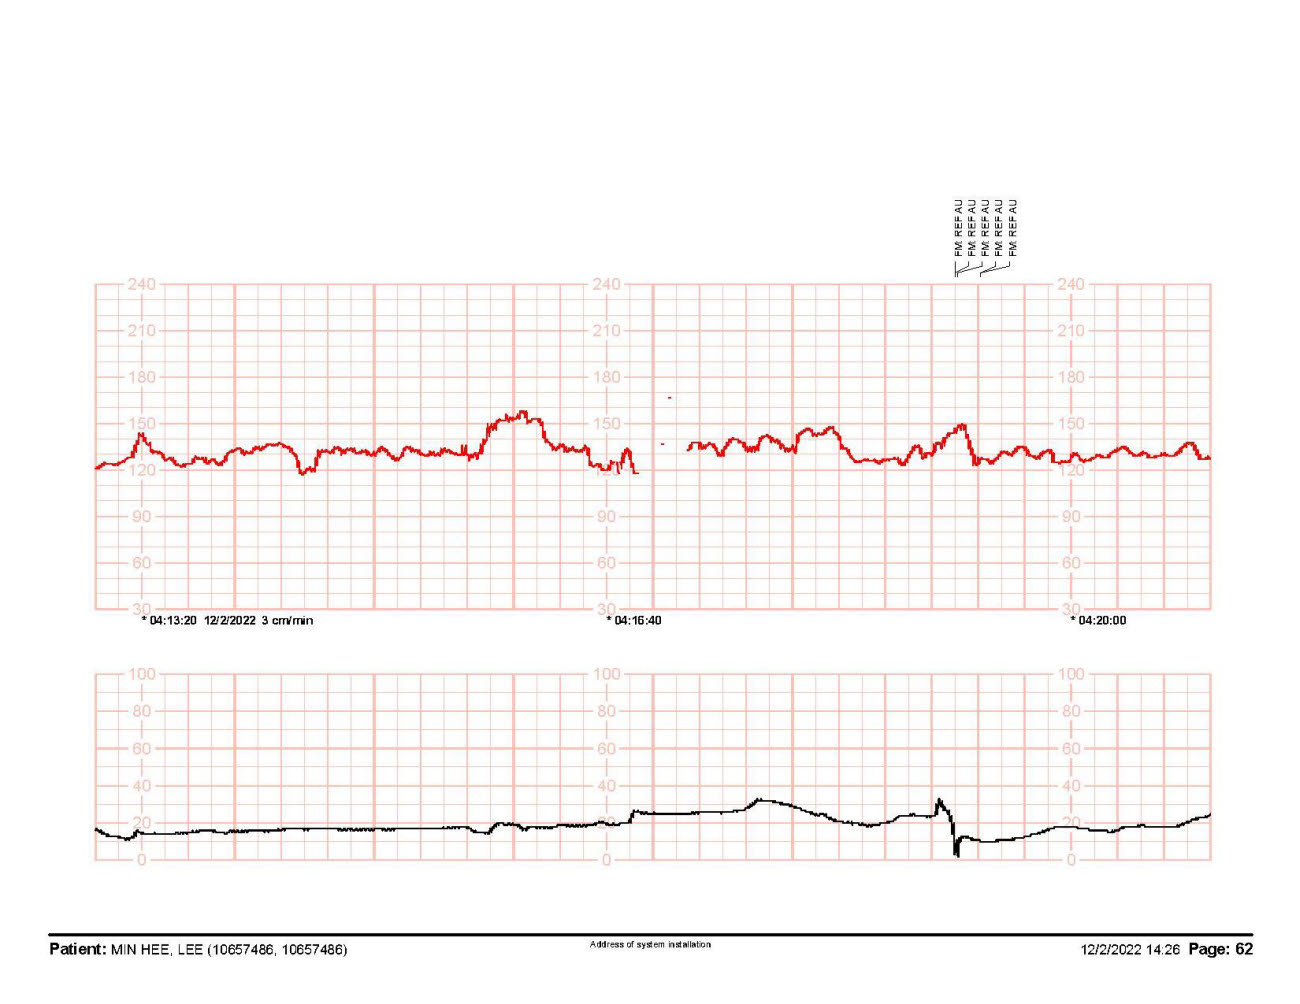 FM: REF AU
FM: REF AU
FM: REF AU
FM: REF AU
FM: REF AU
240 240 240
210 210 210
180 180 180
150 150 150
120 120 120
90 90 90
60 60 60
30 30 30
* 04:13:20 12/2/2022 3 cm/min * 04:16:40 * 04:20:00
100 100 100
80 80 80
60 60 60
40 40 40
20 20 20
0 0 0
Patient: MIN HEE, LEE (10657486, 10657486) Address of system installation 12/2/2022 14:26 Page: 62